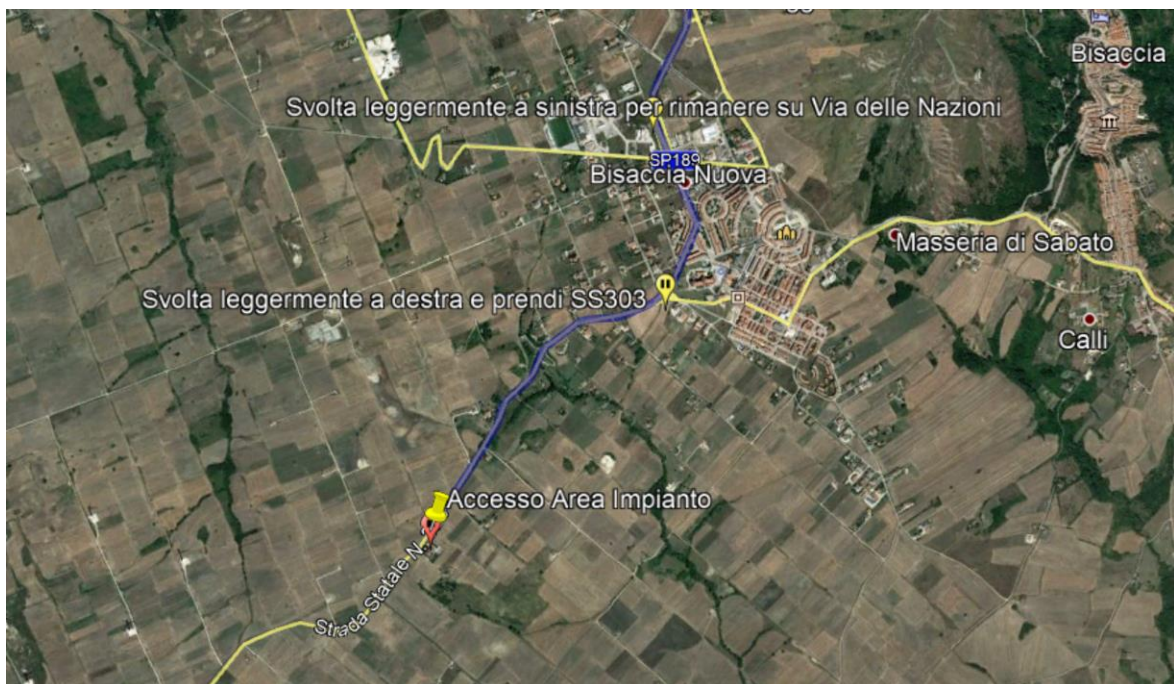 Bisaccia
Svolta leggermente a sinistra per rimanere su Via delle Nazioni
SP189
Bisaccia Nuova
Masseria di Sabato
Svolta leggermente a destra e prendi SS303
Calli
Accesso Area Impianto
Strada Statale N.